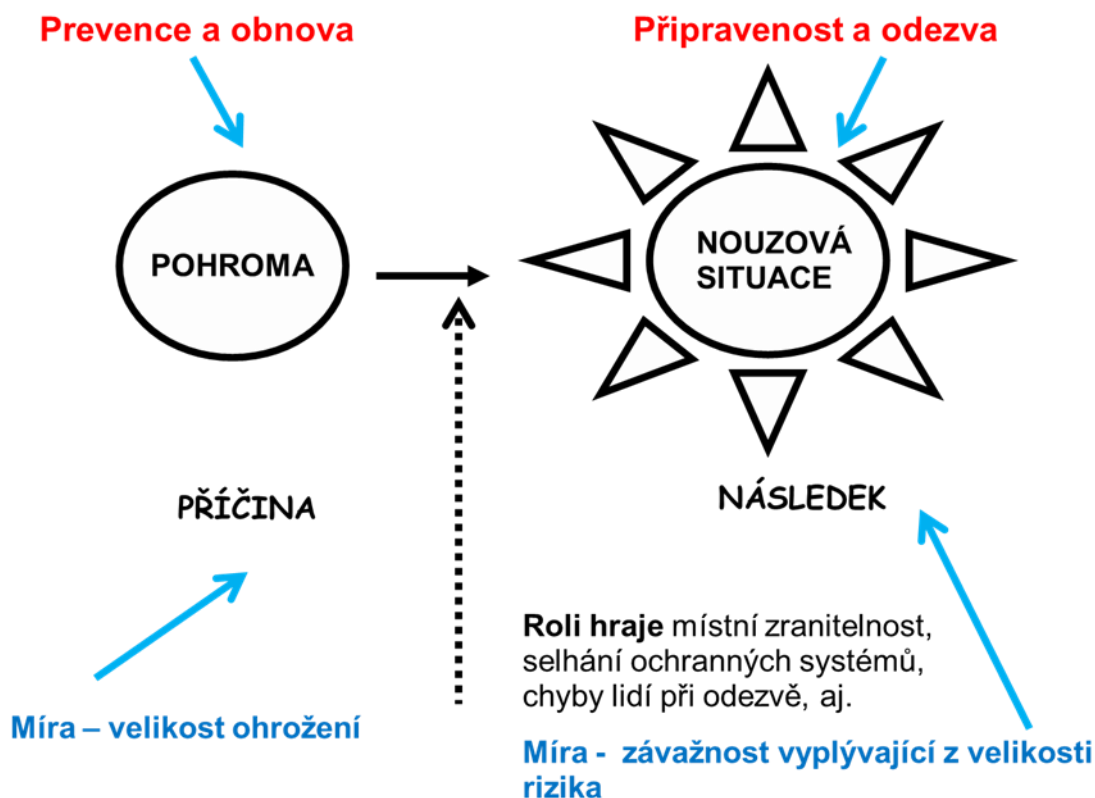 Prevence a obnova
Připravenost a odezva
POHROMA
NOUZOVÁ
SITUACE
PŘÍČINA
NÁSLEDEK
Roli hraje místní zranitelnost,
selhání ochranných systémů,
chyby lidí při odezvě, aj.
Míra – velikost ohrožení
Míra - závažnost vyplývající z velikosti
rizika